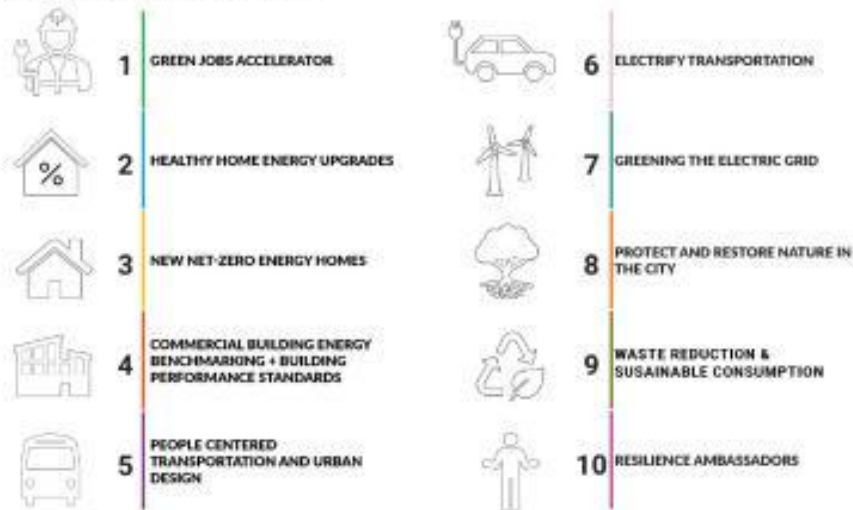 1 GREEN JOBS ACCELERATOR
2 HEALTHY HOME ENERGY UPGRADES
%
3 NEW NET-ZERO ENERGY HOMES
4 COMMERCIAL BUILDING ENERGY
BENCHMARKING + BUILDING
PERFORMANCE STANDARDS
5 PEOPLE CENTERED
TRANSPORTATION AND URBAN
DESIGN
6 ELECTRIFY TRANSPORTATION
7 GREENING THE ELECTRIC GRID
8 PROTECT AND RESTORE NATURE IN
THE CITY
9 WASTE REDUCTION &
SUSAINABLE CONSUMPTION
10 RESILIENCE AMBASSADORS